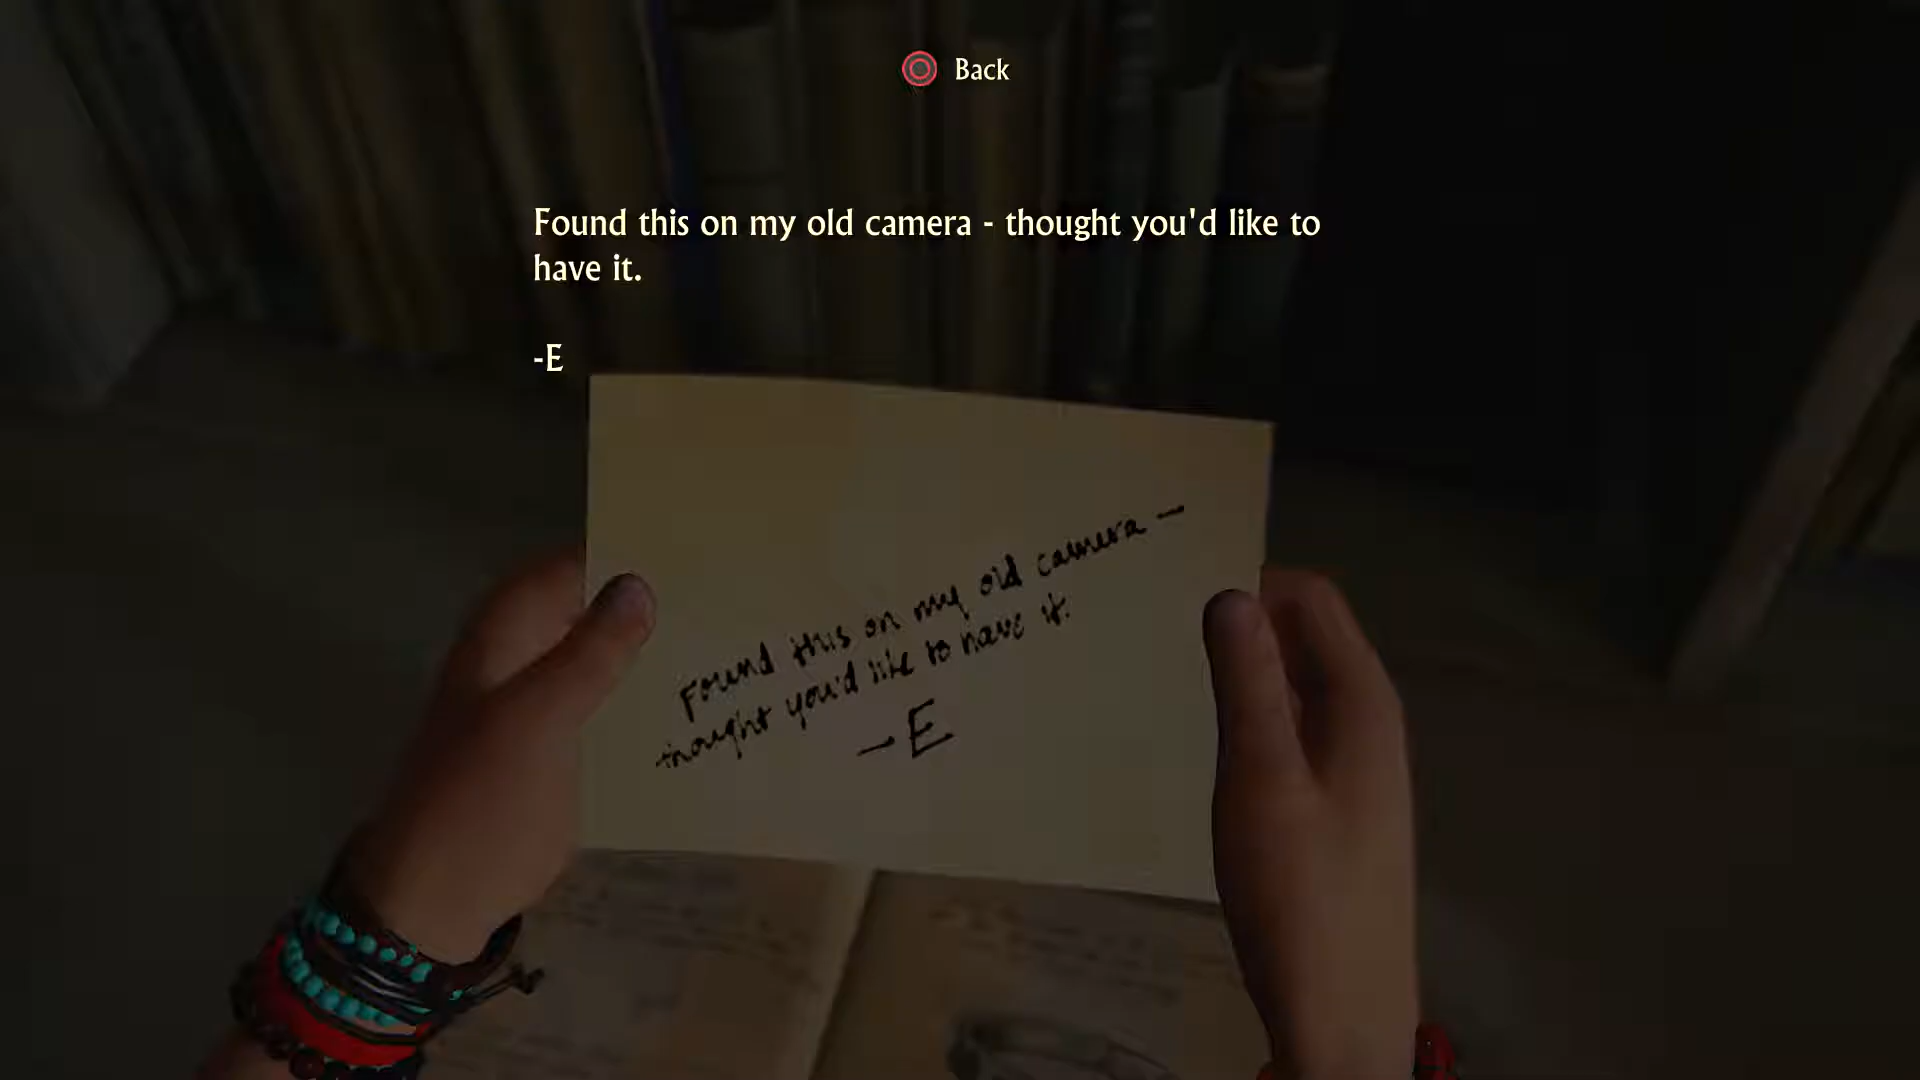 Back
Found this on my old camera - thought you'd like to
have it.
-E
Found this on my old camera -
thought you'd like to have it.
-E